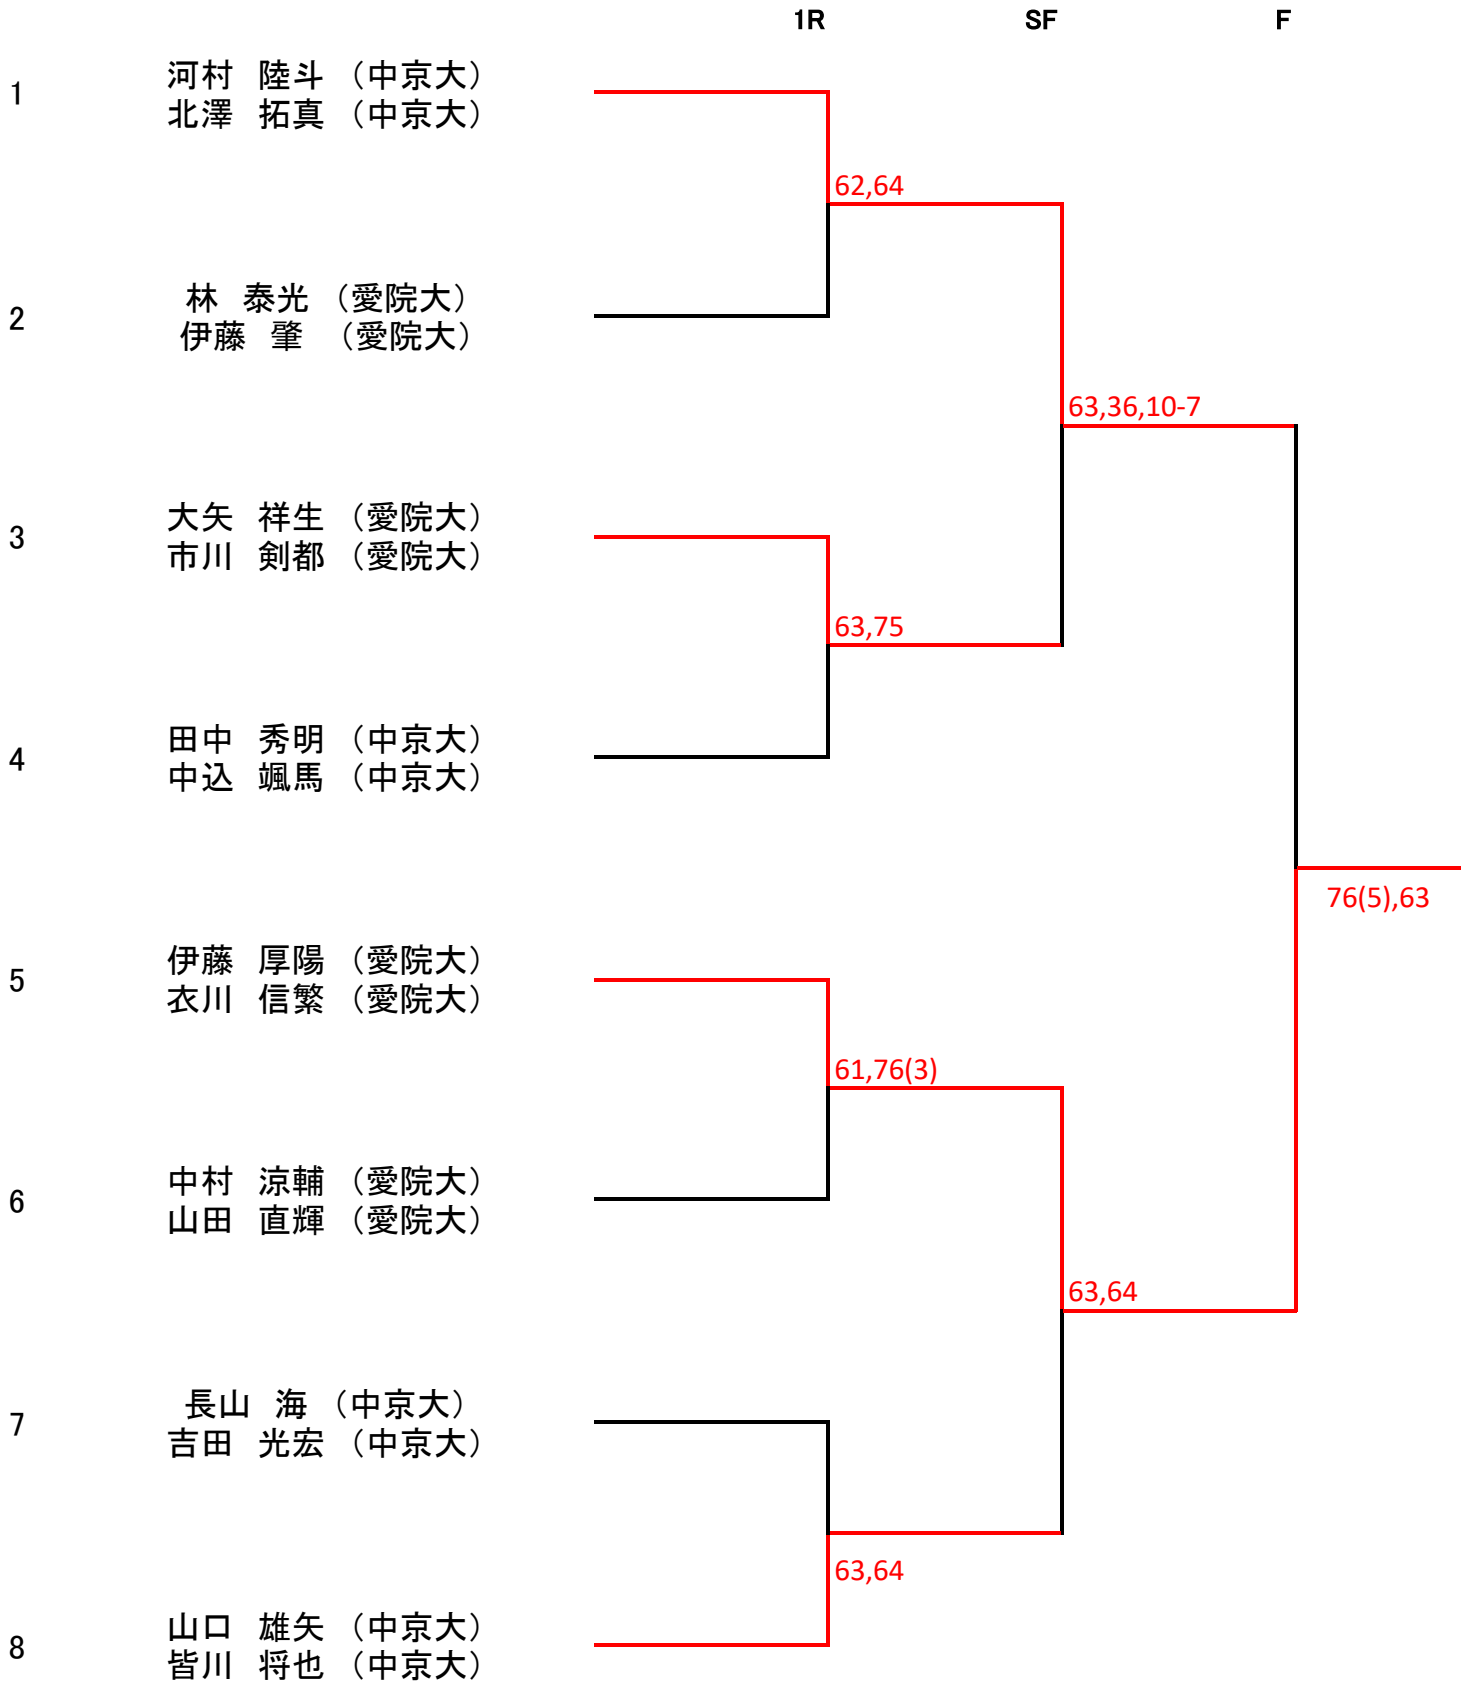 1R SF F
1 河村 陸斗 (中京大)
北澤 拓真 (中京大)
62,64
2 林 泰光 (愛院大)
伊藤 肇 (愛院大)
63,36,10-7
3 大矢 祥生 (愛院大)
市川 剣都 (愛院大)
63,75
4 田中 秀明 (中京大)
中込 颯馬 (中京大)
76(5),63
5 伊藤 厚陽 (愛院大)
衣川 信繁 (愛院大)
61,76(3)
6 中村 涼輔 (愛院大)
山田 直輝 (愛院大)
63,64
7 長山 海 (中京大)
吉田 光宏 (中京大)
63,64
8 山口 雄矢 (中京大)
皆川 将也 (中京大)